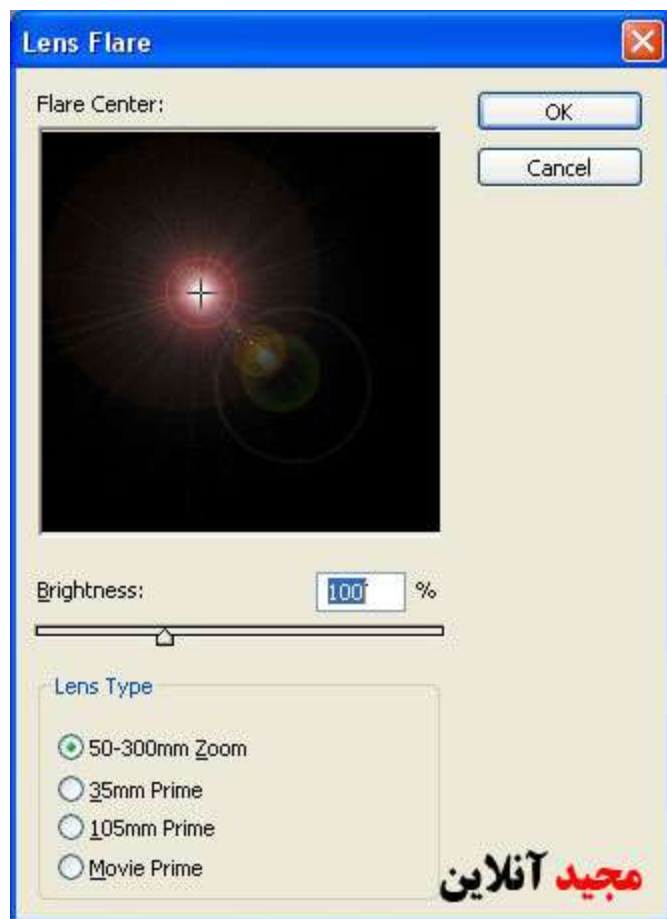 Lens Flare
Flare Center:
OK
Cancel
Brightness:
100
%
Lens Type
50-300mm Zoom
35mm Prime
105mm Prime
Movie Prime
مجید آنلاین